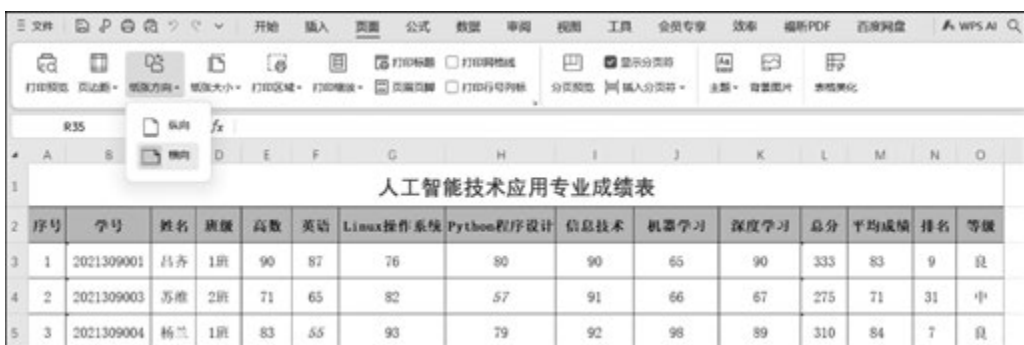 三 文件 开始 插入 页面 公式 数据 审阅 视图 工具 会员专享 效率 福昕PDF 百度网盘 WPS AI
打印标题 打印网格线 显示分页符
打印预览 页边距 纸张方向 纸张大小 打印区域 打印缩放 页眉页脚 打印行号列标 分页预览 插入分页符 主题 背景图片 表格美化
R35 纵向 fx
A B 横向 D E F G H I J K L M N O
1 人工智能技术应用专业成绩表
2 序号 学号 姓名 班级 高数 英语 Linux操作系统 Python程序设计 信息技术 机器学习 深度学习 总分 平均成绩 排名 等级
3 1 2021309001 吕齐 1班 90 87 76 80 90 65 90 333 83 9 良
4 2 2021309003 苏维 2班 71 65 82 57 91 66 67 275 71 31 中
5 3 2021309004 杨兰 1班 83 55 93 79 92 98 89 310 84 7 良